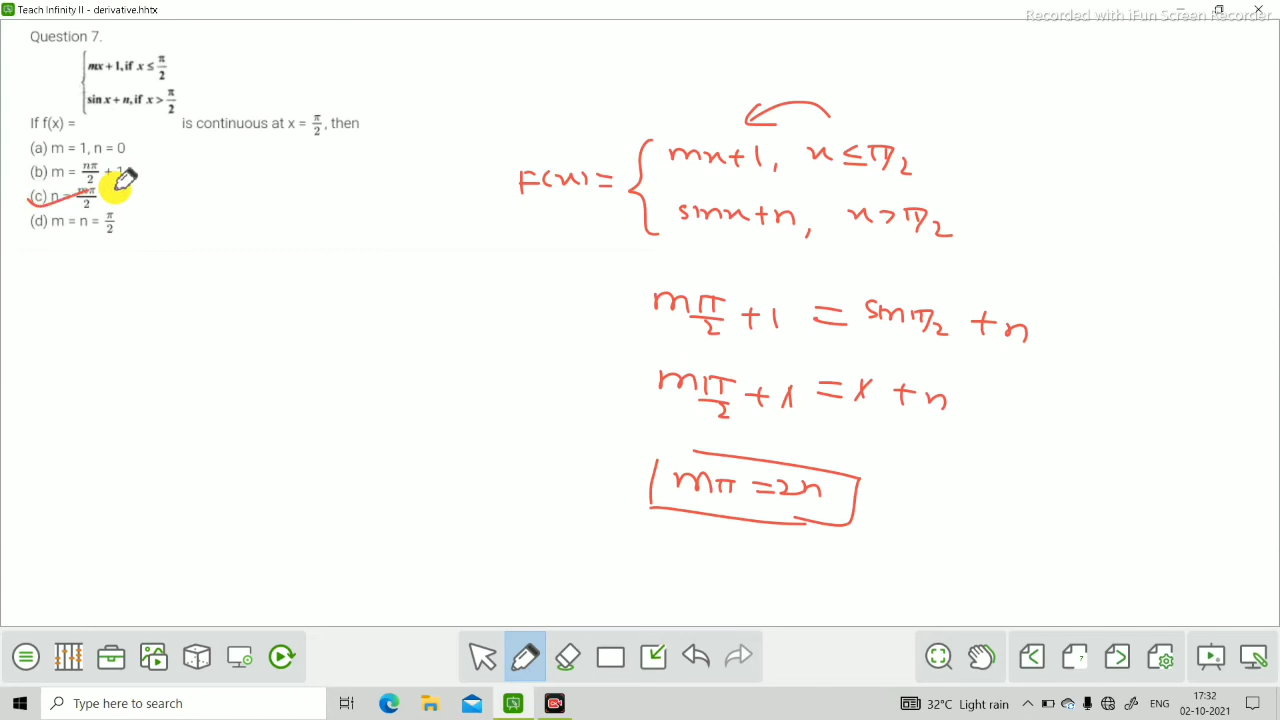 Teach Infinity II - derivative.hhtx
Recorded with iFun Screen Recorder
Question 7.
mx + 1, if x ≤ π/2
sin x + n, if x > π/2
If f(x) = is continuous at x = π/2, then
(a) m = 1, n = 0
(b) m = nπ/2 +
(c) n = mπ/2
(d) m = n = π/2
F(x) =
mx+1, x ≤ π/2
sinx+n, x > π/2
mπ/2 + 1 = sin π/2 + n
mπ/2 + 1 = 1 + n
mπ = 2n
?
Type here to search
32°C Light rain
ENG
17:32
02-10-2021